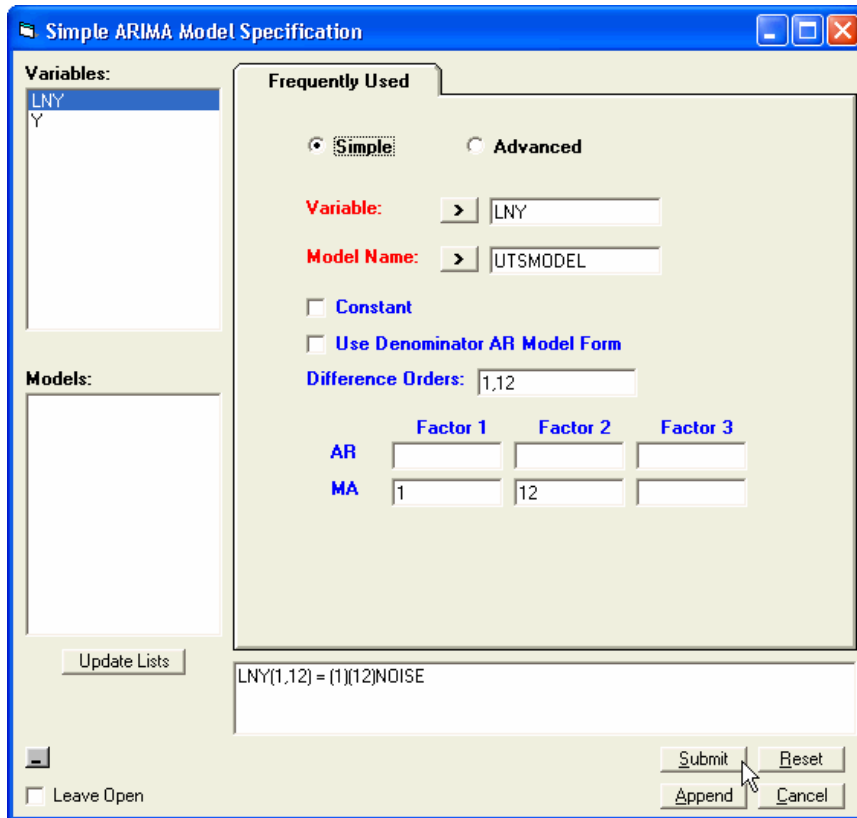 Simple ARIMA Model Specification
Variables:
LNY
Y
Models:
Update Lists
Leave Open
Frequently Used
Simple Advanced
Variable: > LNY
Model Name: > UTSMODEL
Constant
Use Denominator AR Model Form
Difference Orders: 1,12
Factor 1 Factor 2 Factor 3
AR
MA 1 12
LNY(1,12) = (1)(12)NOISE
Submit Reset
Append Cancel